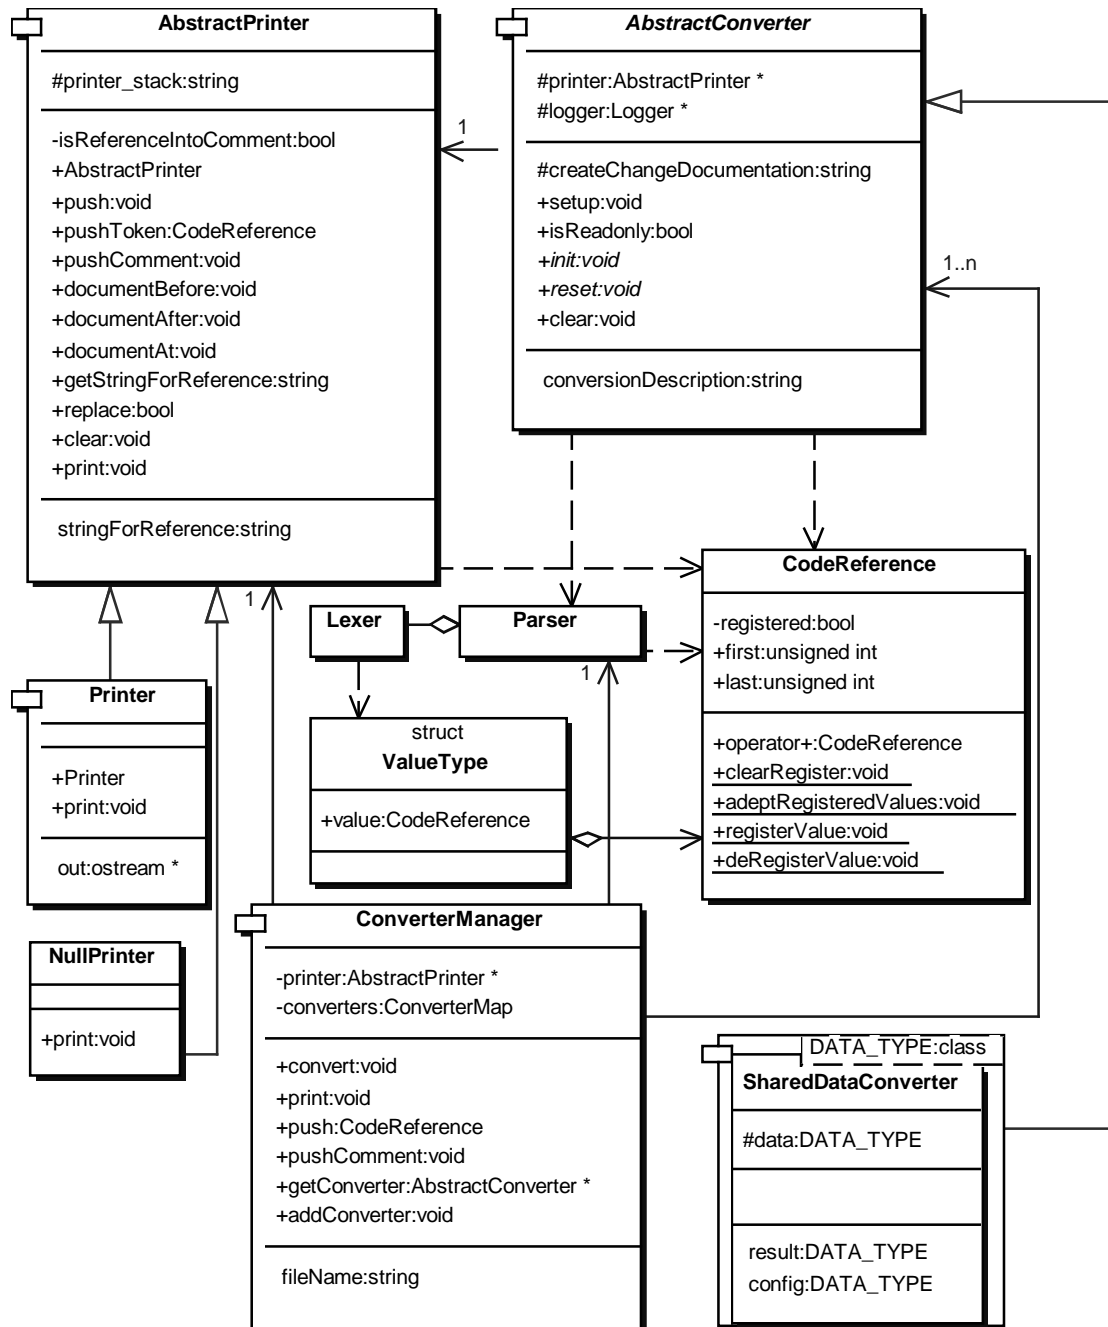 AbstractPrinter
#printer_stack:string
-isReferenceIntoComment:bool
+AbstractPrinter
+push:void
+pushToken:CodeReference
+pushComment:void
+documentBefore:void
+documentAfter:void
+documentAt:void
+getStringForReference:string
+replace:bool
+clear:void
+print:void
stringForReference:string
1
AbstractConverter
#printer:AbstractPrinter *
#logger:Logger *
#createChangeDocumentation:string
+setup:void
+isReadonly:bool
+init:void
+reset:void
+clear:void
conversionDescription:string
1..n
1
Lexer
Parser
1
CodeReference
-registered:bool
+first:unsigned int
+last:unsigned int
+operator+:CodeReference
+clearRegister:void
+adeptRegisteredValues:void
+registerValue:void
+deRegisterValue:void
Printer
+Printer
+print:void
out:ostream *
struct
ValueType
+value:CodeReference
NullPrinter
+print:void
ConverterManager
-printer:AbstractPrinter *
-converters:ConverterMap
+convert:void
+print:void
+push:CodeReference
+pushComment:void
+getConverter:AbstractConverter *
+addConverter:void
fileName:string
DATA_TYPE:class
SharedDataConverter
#data:DATA_TYPE
result:DATA_TYPE
config:DATA_TYPE